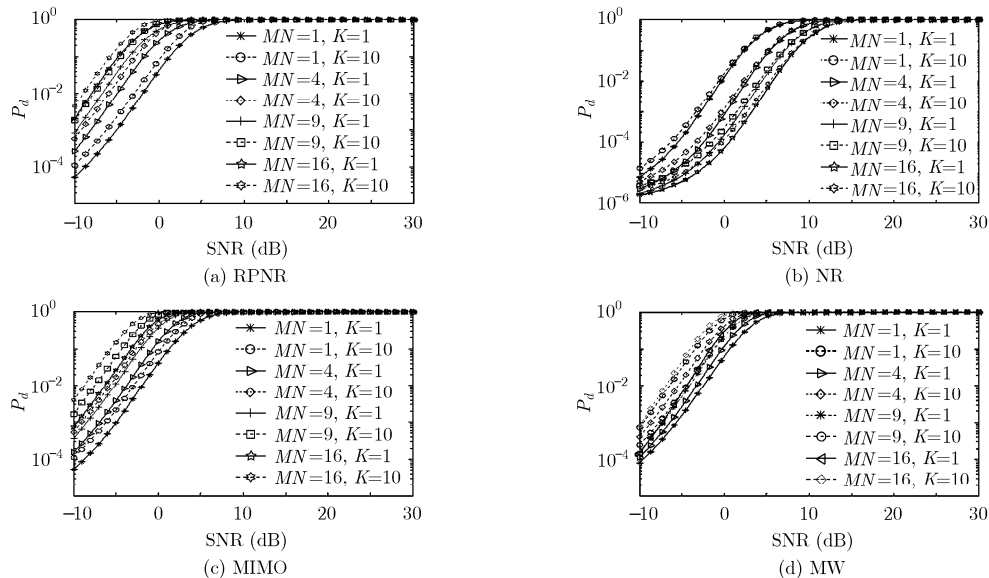 10^0
10^-2
10^-4
P_d
MN=1, K=1
MN=1, K=10
MN=4, K=1
MN=4, K=10
MN=9, K=1
MN=9, K=10
MN=16, K=1
MN=16, K=10
−10 0 10 20 30
SNR (dB)
(a) RPNR
10^0
10^-2
10^-4
10^-6
P_d
MN=1, K=1
MN=1, K=10
MN=4, K=1
MN=4, K=10
MN=9, K=1
MN=9, K=10
MN=16, K=1
MN=16, K=10
−10 0 10 20 30
SNR (dB)
(b) NR
10^0
10^-2
10^-4
P_d
MN=1, K=1
MN=1, K=10
MN=4, K=1
MN=4, K=10
MN=9, K=1
MN=9, K=10
MN=16, K=1
MN=16, K=10
−10 0 10 20 30
SNR (dB)
(c) MIMO
10^0
10^-2
10^-4
P_d
MN=1, K=1
MN=1, K=10
MN=4, K=1
MN=4, K=10
MN=9, K=1
MN=9, K=10
MN=16, K=1
MN=16, K=10
−10 0 10 20 30
SNR (dB)
(d) MW